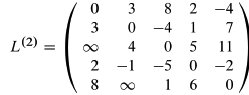 0 3 8 2 −4
3 0 −4 1 7
L⁽²⁾ = ∞ 4 0 5 11
2 −1 −5 0 −2
8 ∞ 1 6 0